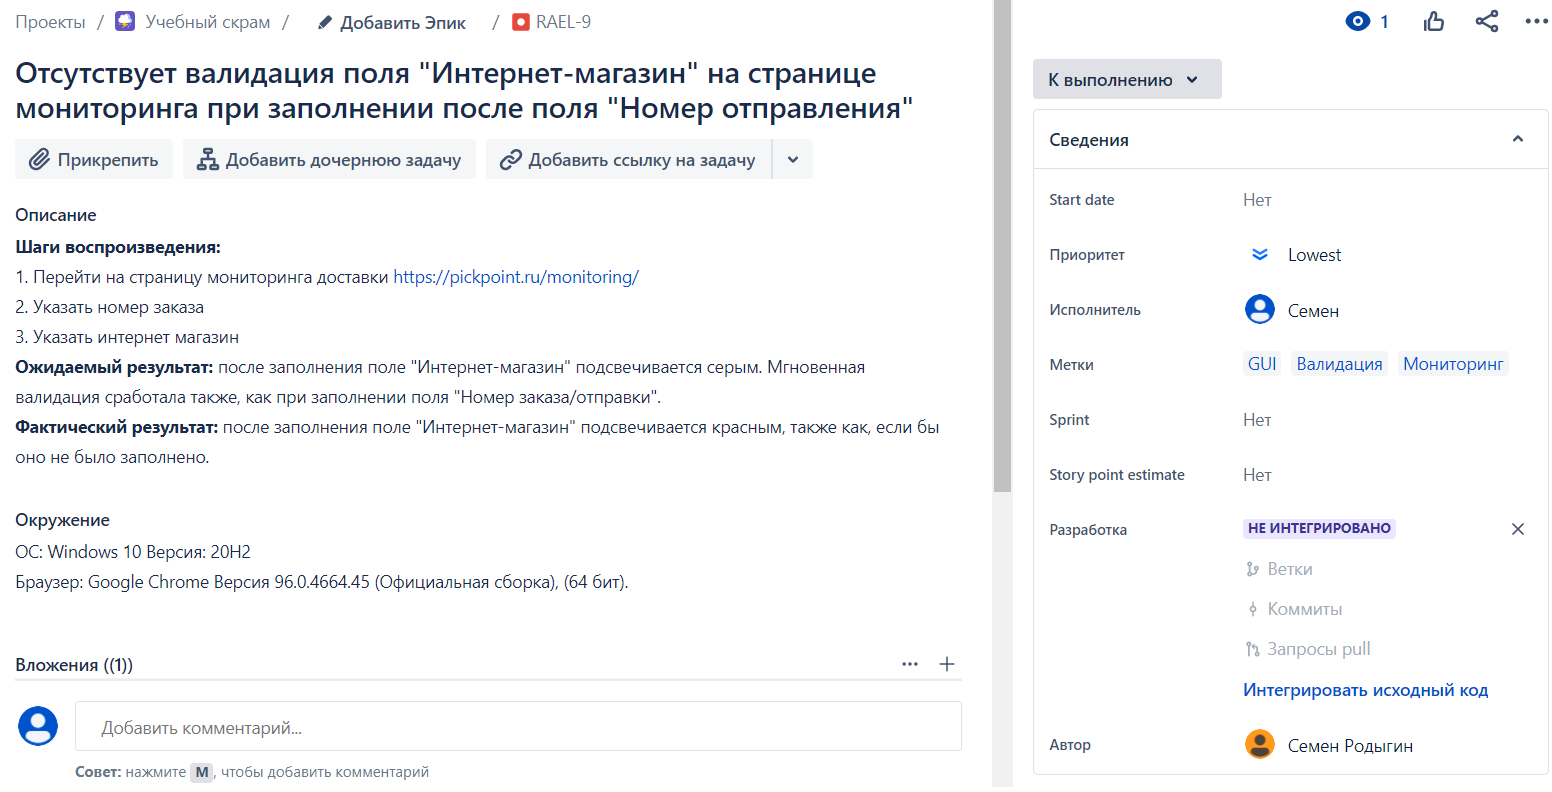 Проекты / Учебный скрам / Добавить Эпик / RAEL-9
Отсутствует валидация поля "Интернет-магазин" на странице
мониторинга при заполнении после поля "Номер отправления"
Прикрепить Добавить дочернюю задачу Добавить ссылку на задачу
Описание
Шаги воспроизведения:
1. Перейти на страницу мониторинга доставки https://pickpoint.ru/monitoring/
2. Указать номер заказа
3. Указать интернет магазин
Ожидаемый результат: после заполнения поле "Интернет-магазин" подсвечивается серым. Мгновенная
валидация сработала также, как при заполнении поля "Номер заказа/отправки".
Фактический результат: после заполнения поле "Интернет-магазин" подсвечивается красным, также как, если бы
оно не было заполнено.
Окружение
ОС: Windows 10 Версия: 20H2
Браузер: Google Chrome Версия 96.0.4664.45 (Официальная сборка), (64 бит).
Вложения ((1))
Добавить комментарий...
Совет: нажмите M, чтобы добавить комментарий
1
К выполнению
Сведения
Start date Нет
Приоритет Lowest
Исполнитель Семен
Метки GUI Валидация Мониторинг
Sprint Нет
Story point estimate Нет
Разработка НЕ ИНТЕГРИРОВАНО
Ветки
Коммиты
Запросы pull
Интегрировать исходный код
Автор Семен Родыгин